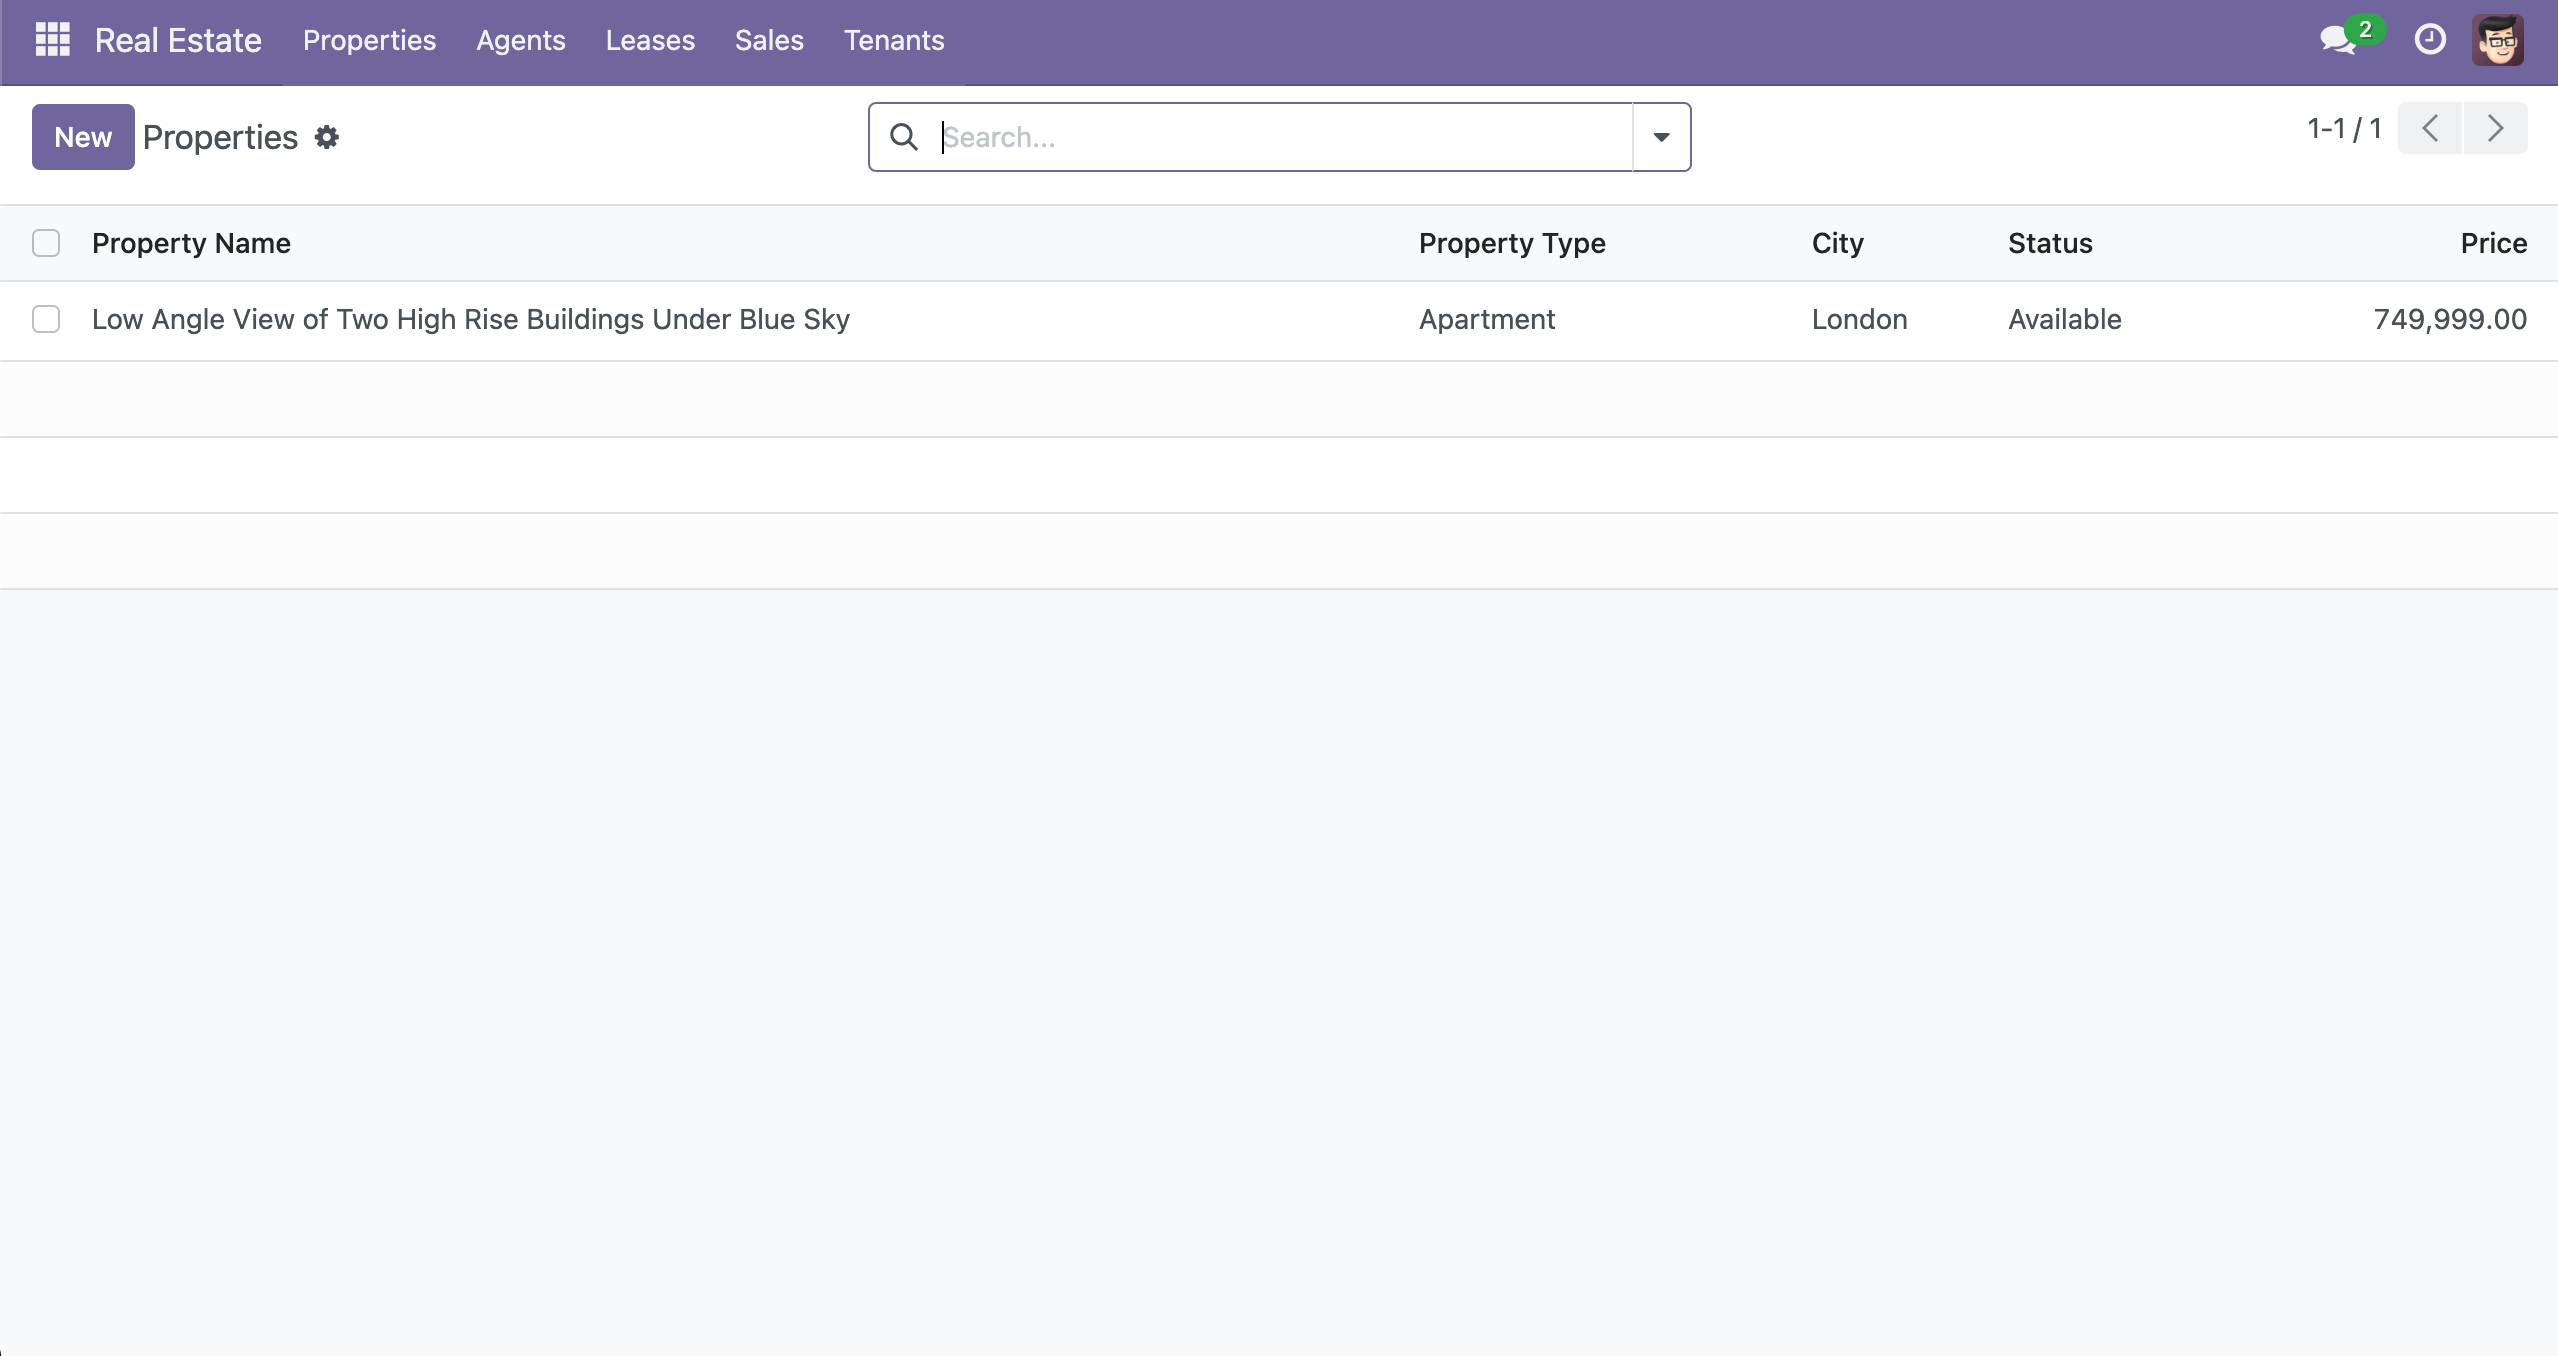 Real Estate Properties Agents Leases Sales Tenants 2
New Properties Search... 1-1 / 1
Property Name Property Type City Status Price
Low Angle View of Two High Rise Buildings Under Blue Sky Apartment London Available 749,999.00